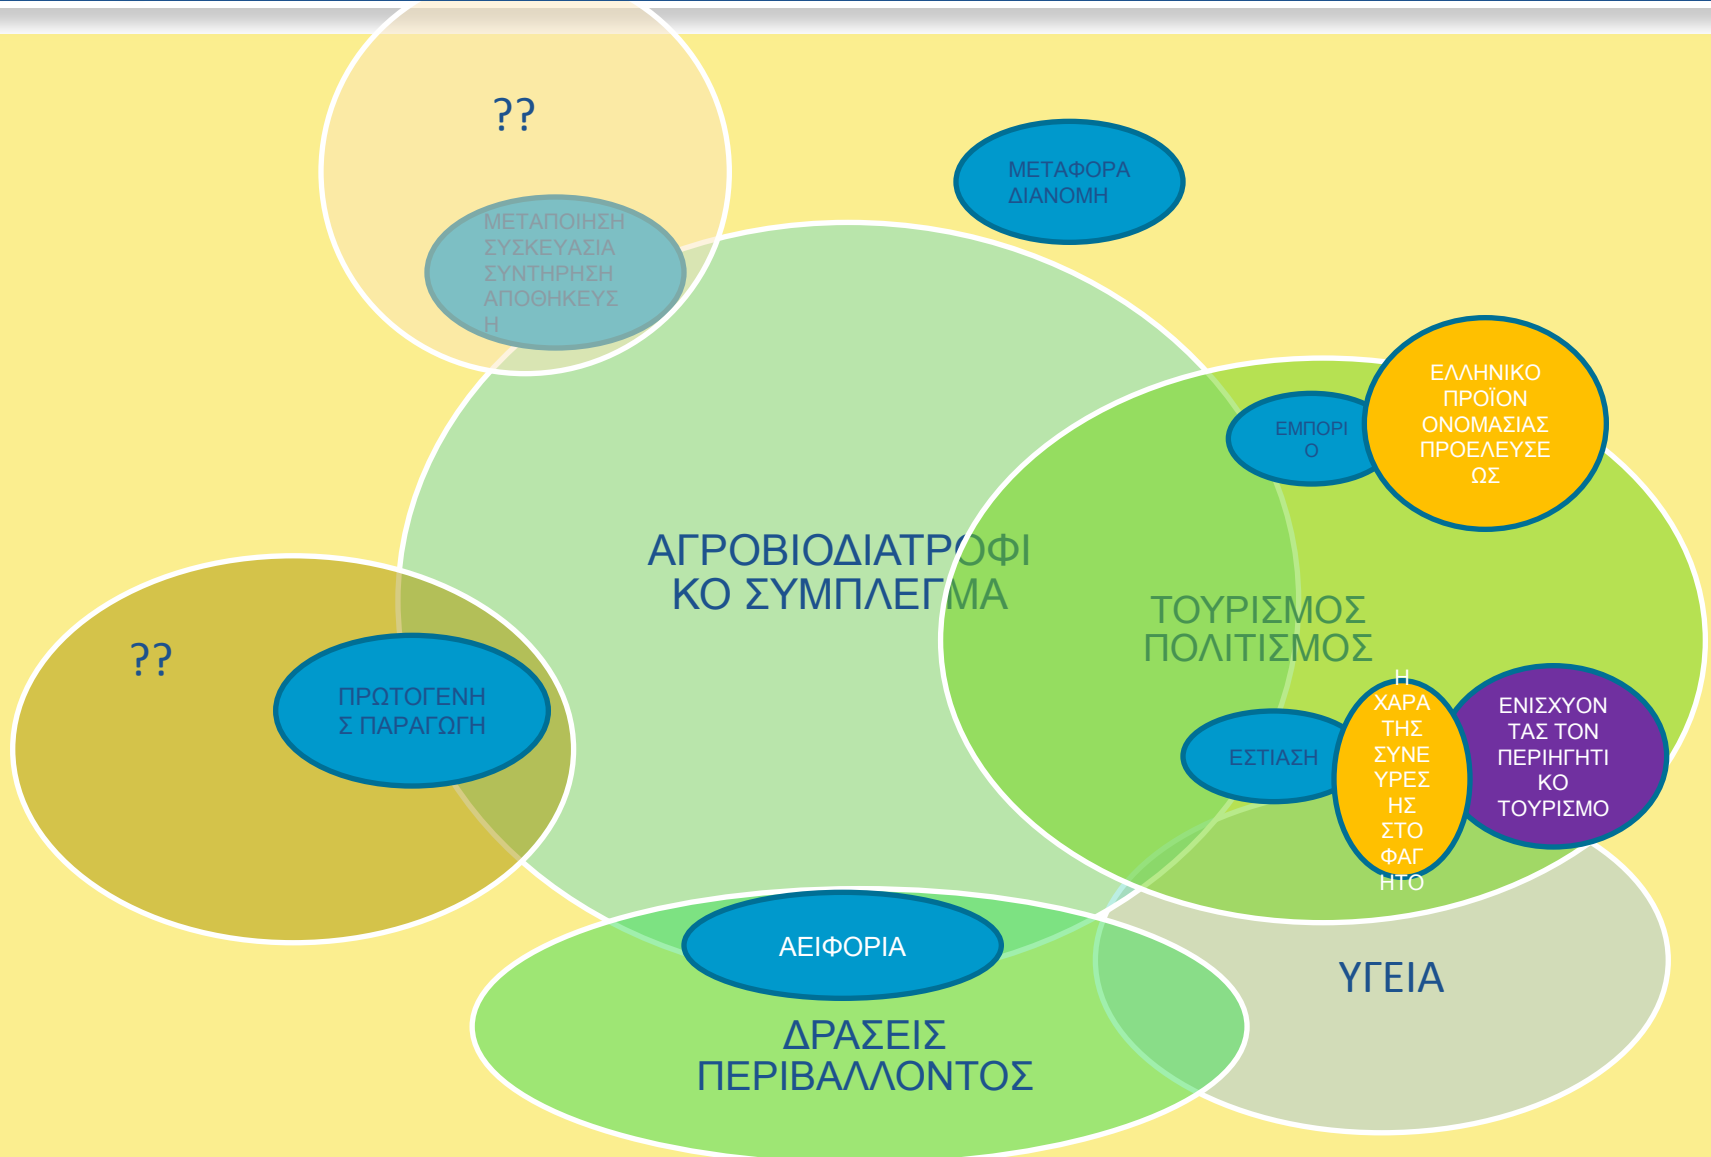 ??
ΜΕΤΑΦΟΡΑ
ΔΙΑΝΟΜΗ
ΜΕΤΑΠΟΙΗΣΗ
ΣΥΣΚΕΥΑΣΙΑ
ΣΥΝΤΗΡΗΣΗ
ΑΠΟΘΗΚΕΥΣ
Η
ΕΛΛΗΝΙΚΟ
ΠΡΟΪΟΝ
ΟΝΟΜΑΣΙΑΣ
ΠΡΟΕΛΕΥΣΕ
ΩΣ
ΕΜΠΟΡΙ
Ο
ΑΓΡΟΒΙΟΔΙΑΤΡΟΦΙ
ΚΟ ΣΥΜΠΛΕΓΜΑ
ΤΟΥΡΙΣΜΟΣ
ΠΟΛΙΤΙΣΜΟΣ
??
ΠΡΩΤΟΓΕΝΗ
Σ ΠΑΡΑΓΩΓΗ
ΕΣΤΙΑΣΗ
Η
ΧΑΡΑ
ΤΗΣ
ΣΥΝΕ
ΥΡΕΣ
ΗΣ
ΣΤΟ
ΦΑΓ
ΗΤΟ
ΕΝΙΣΧΥΟΝ
ΤΑΣ ΤΟΝ
ΠΕΡΙΗΓΗΤΙ
ΚΟ
ΤΟΥΡΙΣΜΟ
ΑΕΙΦΟΡΙΑ
ΥΓΕΙΑ
ΔΡΑΣΕΙΣ
ΠΕΡΙΒΑΛΛΟΝΤΟΣ